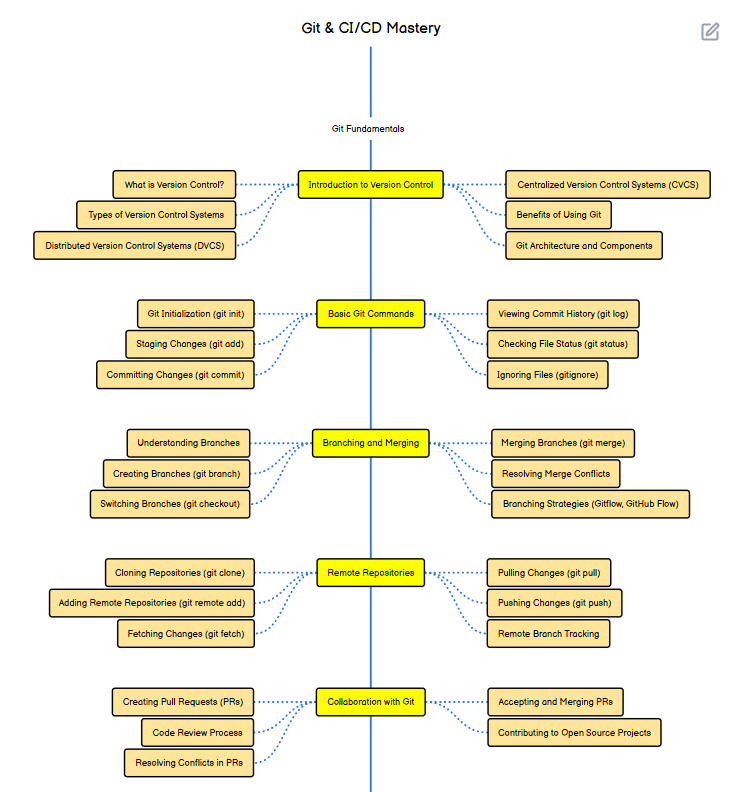 Git & CI/CD Mastery
Git Fundamentals
Introduction to Version Control
What is Version Control?
Types of Version Control Systems
Distributed Version Control Systems (DVCS)
Centralized Version Control Systems (CVCS)
Benefits of Using Git
Git Architecture and Components
Basic Git Commands
Git Initialization (git init)
Staging Changes (git add)
Committing Changes (git commit)
Viewing Commit History (git log)
Checking File Status (git status)
Ignoring Files (gitignore)
Branching and Merging
Understanding Branches
Creating Branches (git branch)
Switching Branches (git checkout)
Merging Branches (git merge)
Resolving Merge Conflicts
Branching Strategies (Gitflow, GitHub Flow)
Remote Repositories
Cloning Repositories (git clone)
Adding Remote Repositories (git remote add)
Fetching Changes (git fetch)
Pulling Changes (git pull)
Pushing Changes (git push)
Remote Branch Tracking
Collaboration with Git
Creating Pull Requests (PRs)
Code Review Process
Resolving Conflicts in PRs
Accepting and Merging PRs
Contributing to Open Source Projects